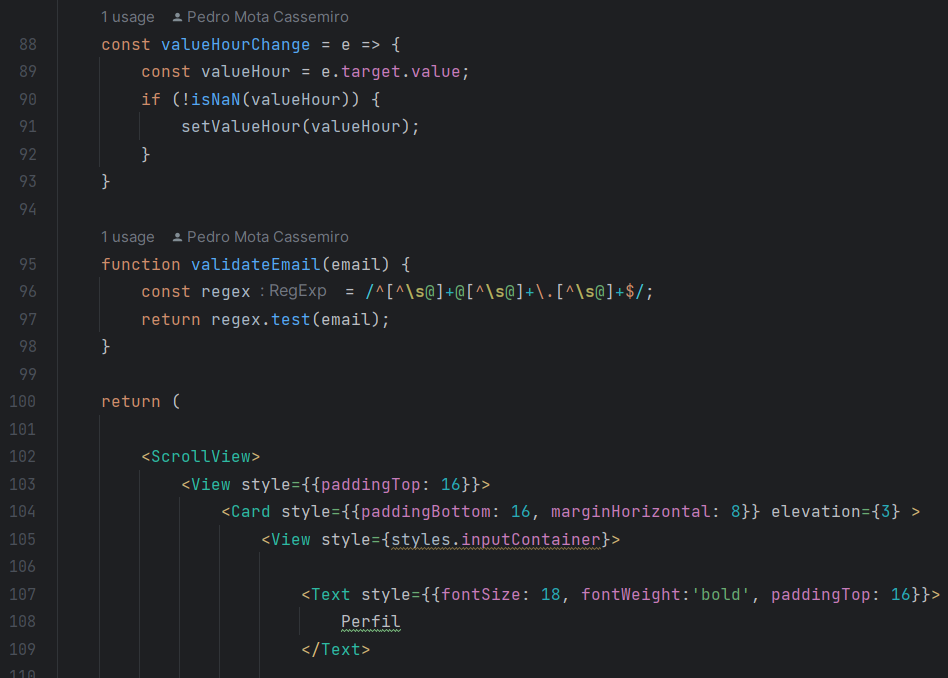 1 usage Pedro Mota Cassemiro
88 const valueHourChange = e => {
89 const valueHour = e.target.value;
90 if (!isNaN(valueHour)) {
91 setValueHour(valueHour);
92 }
93 }
94
1 usage Pedro Mota Cassemiro
95 function validateEmail(email) {
96 const regex : RegExp = /^[^\s@]+@[^\s@]+\.[^\s@]+$/;
97 return regex.test(email);
98 }
99
100 return (
101
102 <ScrollView>
103 <View style={{paddingTop: 16}}>
104 <Card style={{paddingBottom: 16, marginHorizontal: 8}} elevation={3} >
105 <View style={styles.inputContainer}>
106
107 <Text style={{fontSize: 18, fontWeight:'bold', paddingTop: 16}}>
108 Perfil
109 </Text>
110